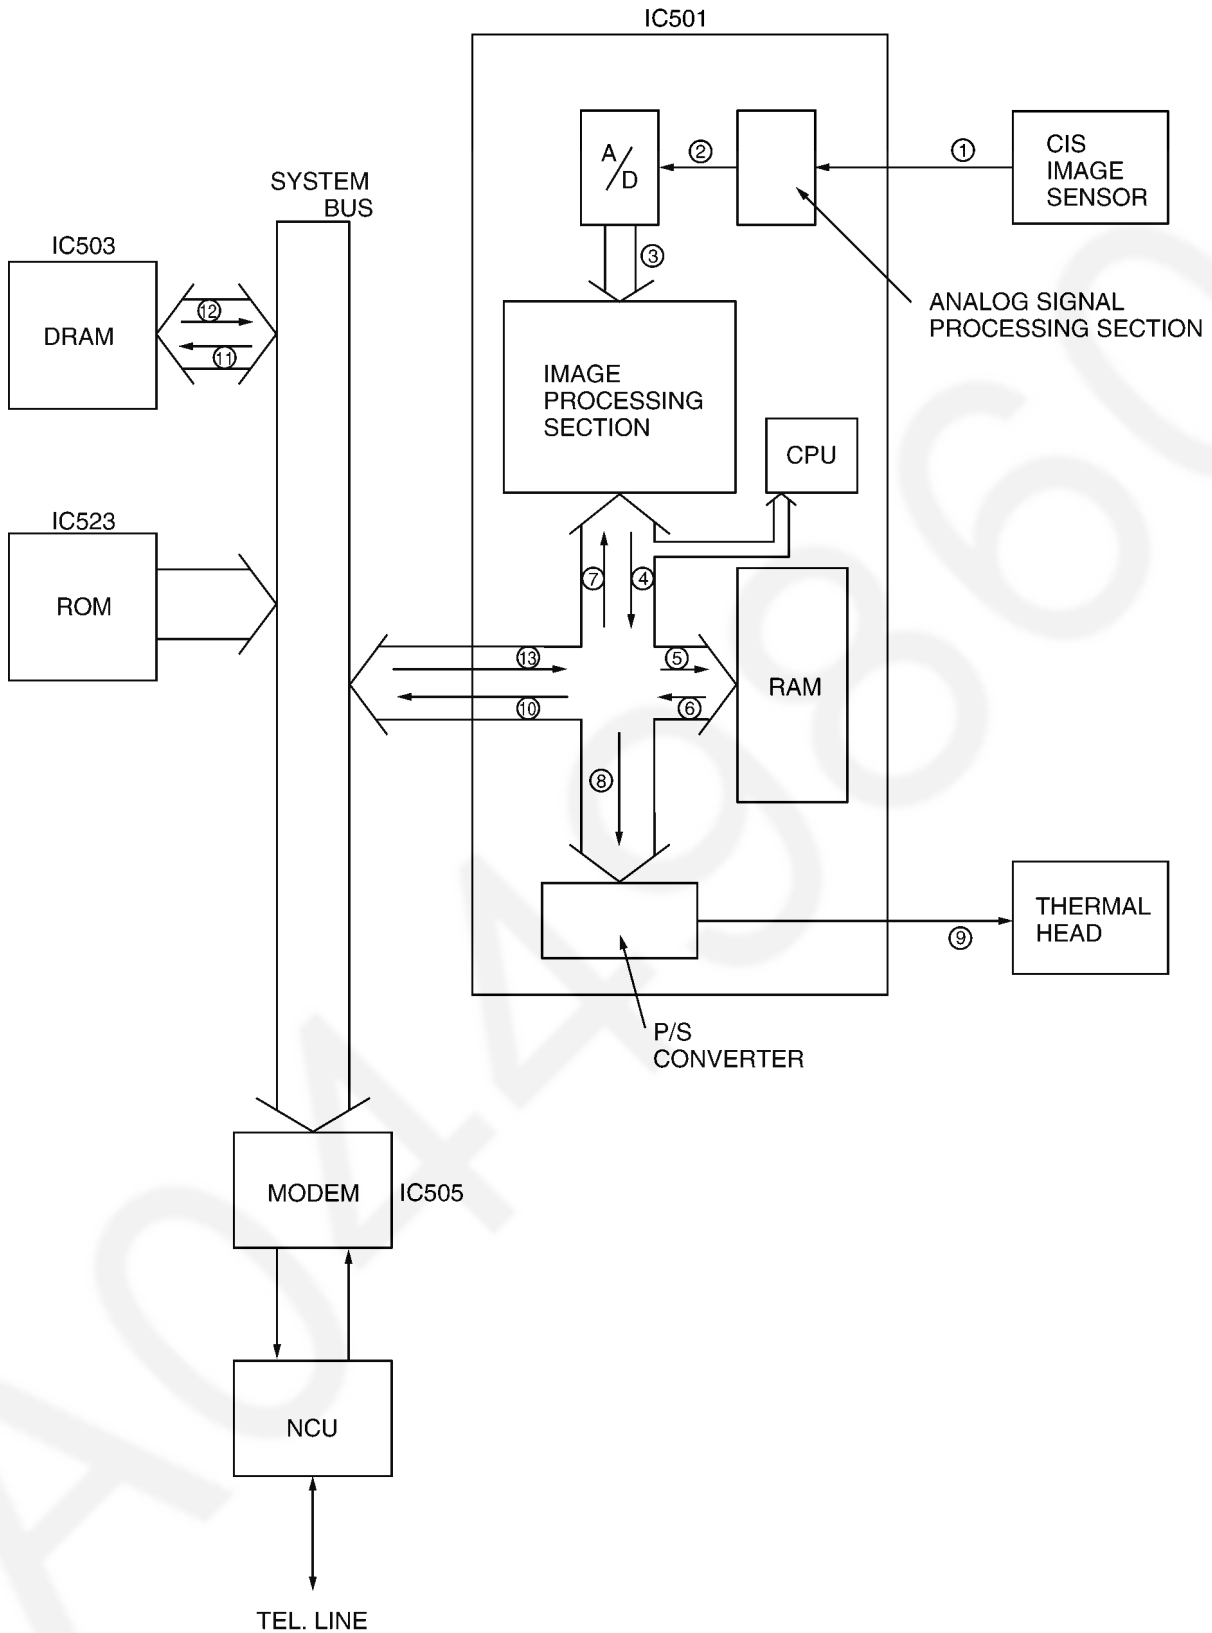 IC501
A/D
②
①
CIS
IMAGE
SENSOR
SYSTEM
BUS
IC503
③
DRAM
⑫
⑪
ANALOG SIGNAL
PROCESSING SECTION
IMAGE
PROCESSING
SECTION
CPU
IC523
ROM
⑦
④
⑬
⑩
⑤
⑥
RAM
⑧
THERMAL
HEAD
⑨
P/S
CONVERTER
MODEM
IC505
NCU
TEL. LINE
A044986